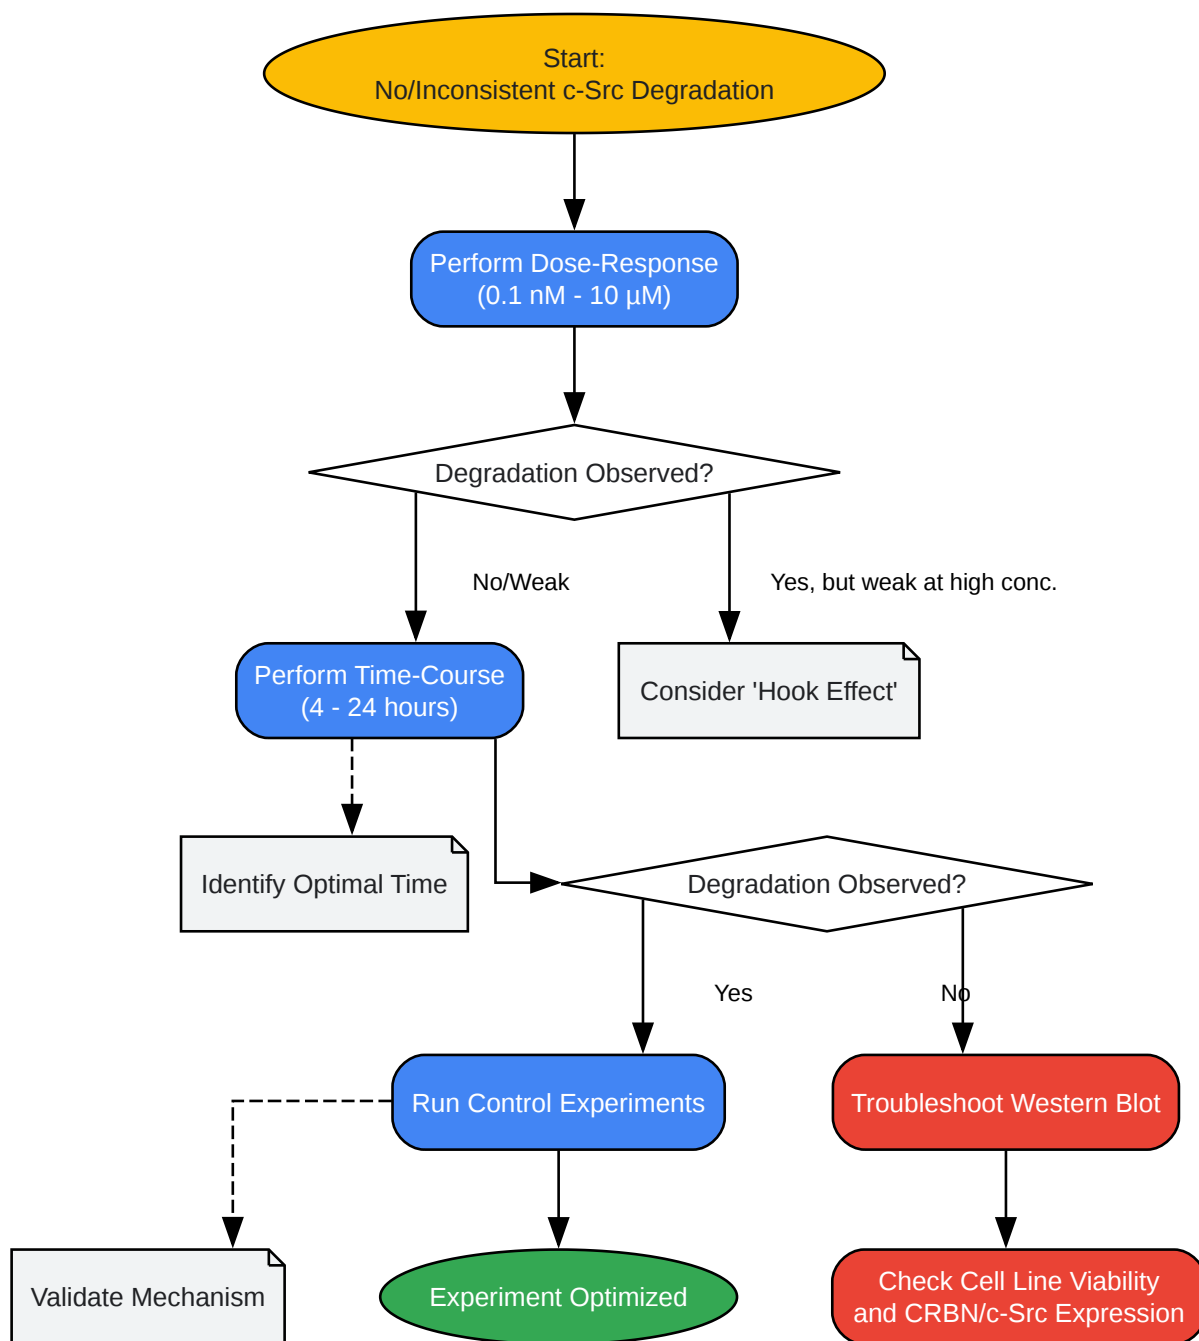 Start:
No/Inconsistent c-Src Degradation
Perform Dose-Response
(0.1 nM - 10 µM)
Degradation Observed?
No/Weak
Yes, but weak at high conc.
Perform Time-Course
(4 - 24 hours)
Consider 'Hook Effect'
Identify Optimal Time
Degradation Observed?
Yes
No
Run Control Experiments
Troubleshoot Western Blot
Validate Mechanism
Experiment Optimized
Check Cell Line Viability
and CRBN/c-Src Expression